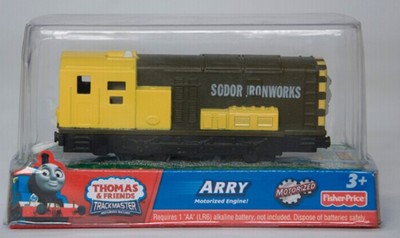 SODOR IRONWORKS
THOMAS
& FRIENDS
TRACKMASTER
ARRY
Motorized Engine!
MOTORIZED
3+
Fisher-Price
Requires 1 "AA" (LR6) alkaline battery, not included. Dispose of batteries safely.